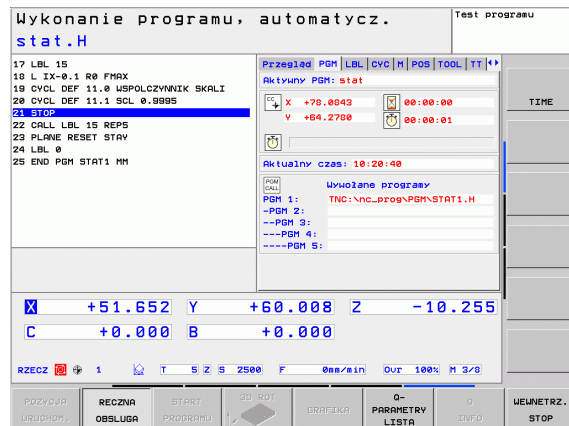 Wykonanie programu, automatycz.
Test programu
stat.H
17 LBL 15
18 L IX-0.1 R0 FMAX
19 CYCL DEF 11.0 WSPOLCZYNNIK SKALI
20 CYCL DEF 11.1 SCL 0.9995
21 STOP
22 CALL LBL 15 REP5
23 PLANE RESET STAY
24 LBL 0
25 END PGM STAT1 MM
Przegląd PGM LBL CYC M POS TOOL TT
Aktywny PGM: stat
CC X +78.0843 00:00:00
Y +64.2780 00:00:01
Aktualny czas: 10:20:40
PGM CALL Wywołane programy
PGM 1: TNC:\nc_prog\PGM\STAT1.H
-PGM 2:
--PGM 3:
---PGM 4:
----PGM 5:
X +51.652 Y +60.008 Z -10.255
C +0.000 B +0.000
RZECZ 1 T 5 Z S 2500 F 0mm/min Ovr 100% M 3/8
TIME
POZYCJA URUCHOM.
RECZNA OBSLUGA
START PROGRAMU
3D ROT
GRAFIKA
Q-PARAMETRY LISTA
Q INFO
WEWNETRZ. STOP